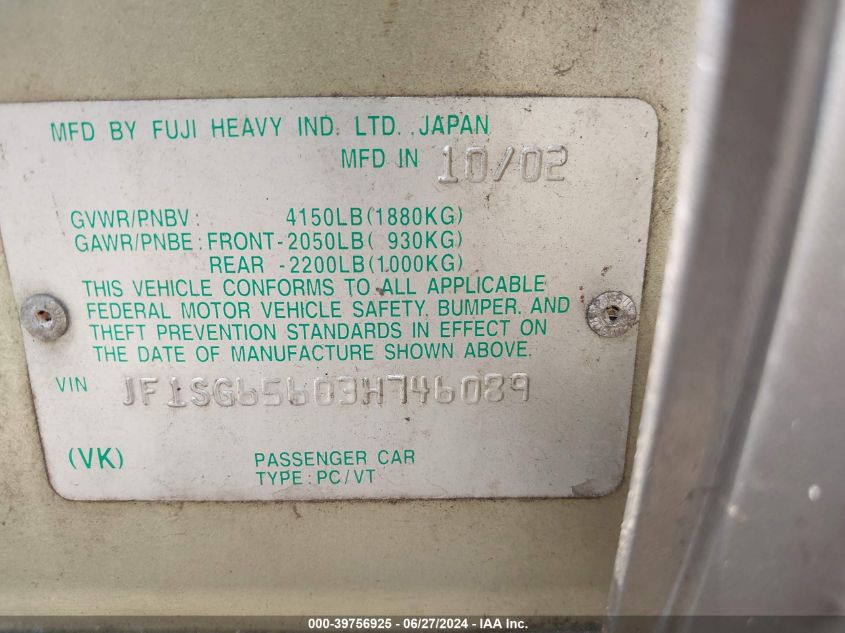 MFD BY FUJI HEAVY IND. LTD. JAPAN
MFD IN 10/02
GVWR/PNBV: 4150LB(1880KG)
GAWR/PNBE: FRONT-2050LB( 930KG)
REAR -2200LB(1000KG)
THIS VEHICLE CONFORMS TO ALL APPLICABLE
FEDERAL MOTOR VEHICLE SAFETY, BUMPER, AND
THEFT PREVENTION STANDARDS IN EFFECT ON
THE DATE OF MANUFACTURE SHOWN ABOVE.
VIN JF1SG65603H746089
(VK) PASSENGER CAR
TYPE: PC/VT
000-39756925 - 06/27/2024 - IAA Inc.